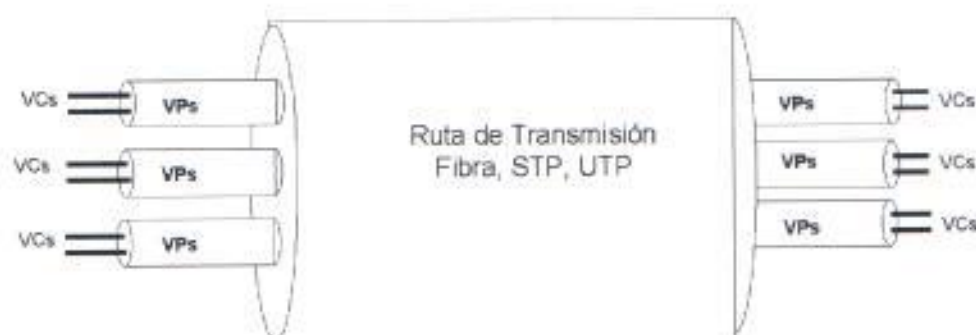 VCs VPs VPs VCs
Ruta de Transmisión
Fibra, STP, UTP
VCs VPs VPs VCs
VCs VPs VPs VCs